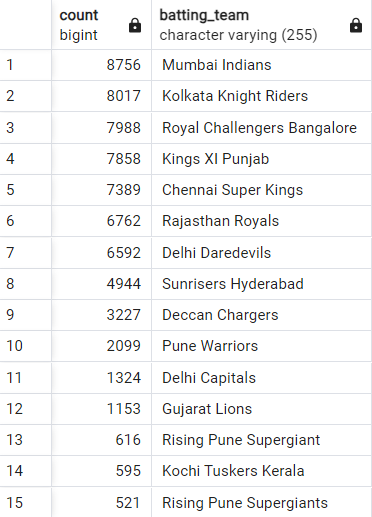 count batting_team
bigint character varying (255)
1 8756 Mumbai Indians
2 8017 Kolkata Knight Riders
3 7988 Royal Challengers Bangalore
4 7858 Kings XI Punjab
5 7389 Chennai Super Kings
6 6762 Rajasthan Royals
7 6592 Delhi Daredevils
8 4944 Sunrisers Hyderabad
9 3227 Deccan Chargers
10 2099 Pune Warriors
11 1324 Delhi Capitals
12 1153 Gujarat Lions
13 616 Rising Pune Supergiant
14 595 Kochi Tuskers Kerala
15 521 Rising Pune Supergiants